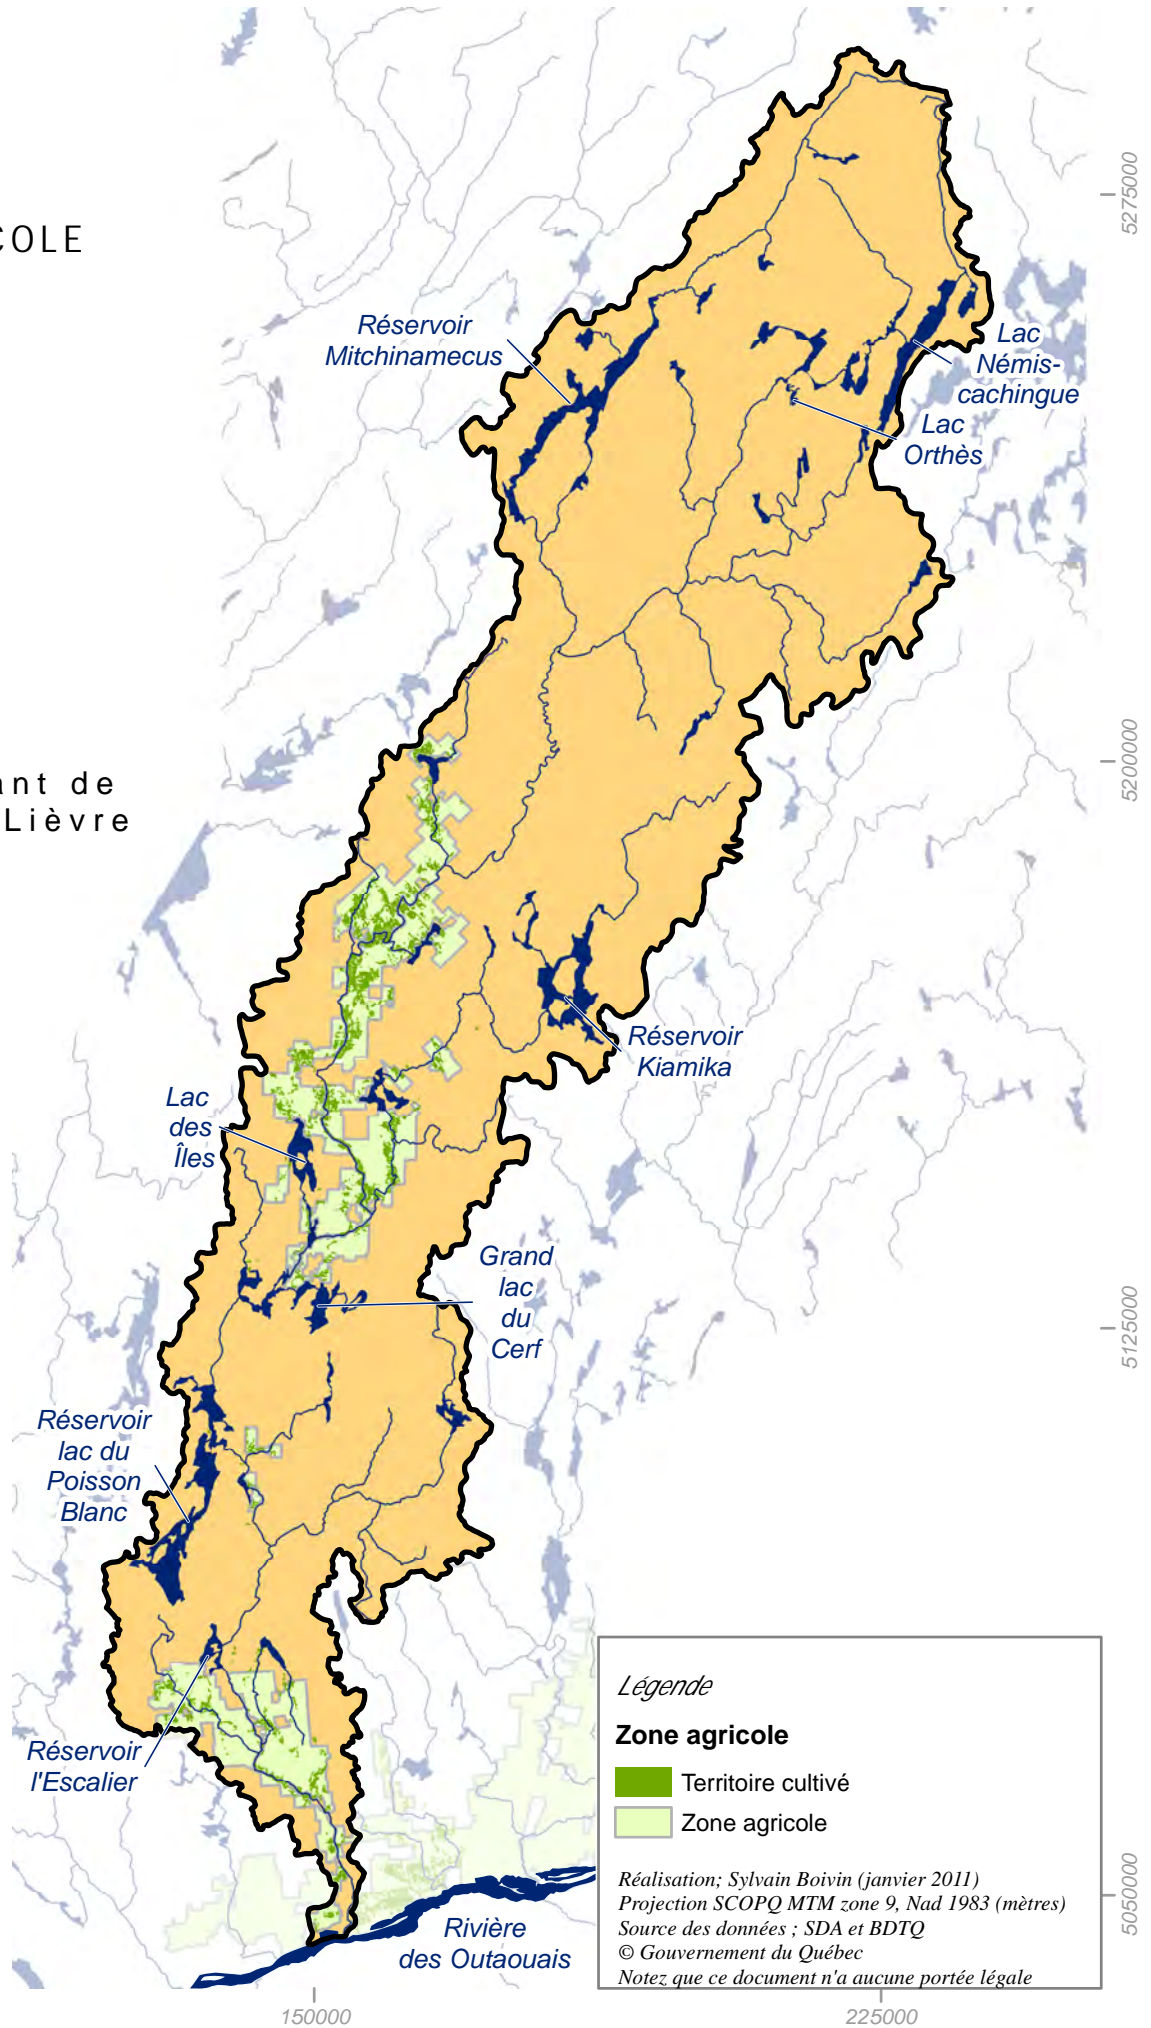 COLE
5275000
Réservoir
Mitchinamecus
Lac
Némis-
cachingue
Lac
Orthès
5200000
ant de
Lièvre
Réservoir
Kiamika
Lac
des
Îles
Grand
lac
du
Cerf
5125000
Réservoir
lac du
Poisson
Blanc
Réservoir
l'Escalier
Légende
Zone agricole
Territoire cultivé
Zone agricole
Réalisation; Sylvain Boivin (janvier 2011)
Projection SCOPQ MTM zone 9, Nad 1983 (mètres)
Source des données ; SDA et BDTQ
© Gouvernement du Québec
Notez que ce document n'a aucune portée légale
5050000
Rivière
des Outaouais
150000
225000